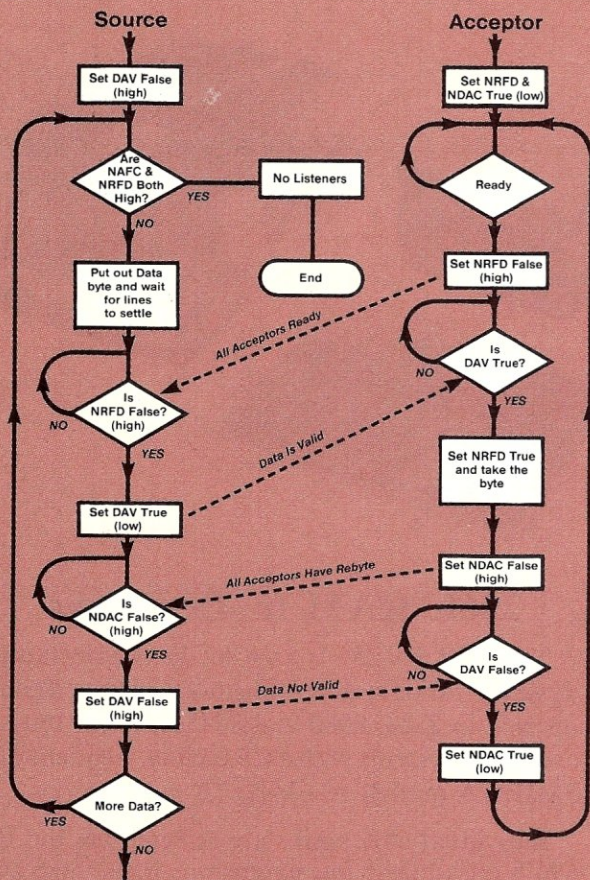 Source
Set DAV False
(high)
Are
NAFC &
NRFD Both
High?
YES
NO
No Listeners
End
Put out Data
byte and wait
for lines
to settle
All Acceptors Ready
Is
NRFD False?
(high)
NO
YES
Data Is Valid
Set DAV True
(low)
All Acceptors Have Rebyte
Is
NDAC False?
(high)
NO
YES
Set DAV False
(high)
Data Not Valid
More Data?
YES
NO
Acceptor
Set NRFD &
NDAC True (low)
Ready
Set NRFD False
(high)
Is
DAV True?
NO
YES
Set NRFD True
and take the
byte
Set NDAC False
(high)
Is
DAV False?
NO
YES
Set NDAC True
(low)